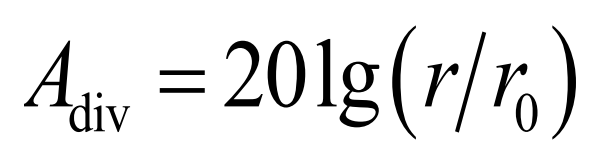 A_div = 20lg(r/r_0)